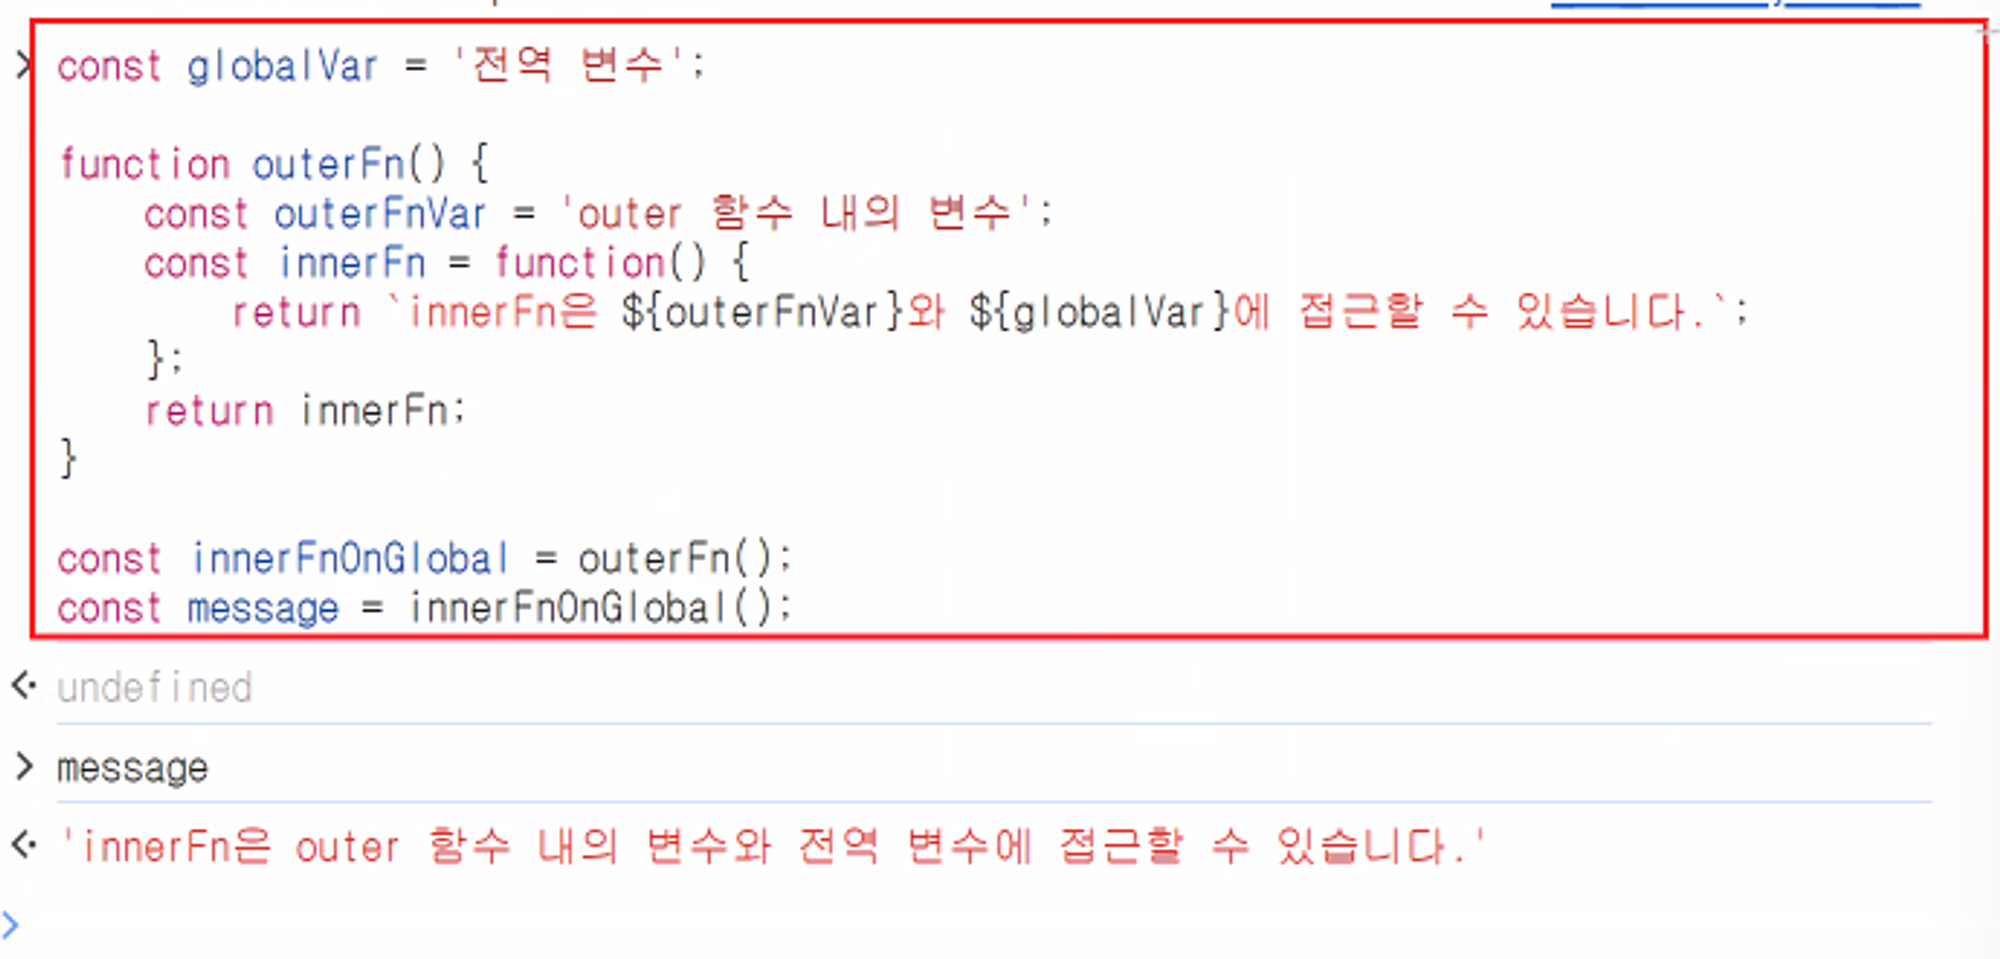 > const globalVar = '전역 변수';
function outerFn() {
const outerFnVar = 'outer 함수 내의 변수';
const innerFn = function() {
return `innerFn은 ${outerFnVar}와 ${globalVar}에 접근할 수 있습니다.`;
};
return innerFn;
}
const innerFnOnGlobal = outerFn();
const message = innerFnOnGlobal();
undefined
> message
'innerFn은 outer 함수 내의 변수와 전역 변수에 접근할 수 있습니다.'
>